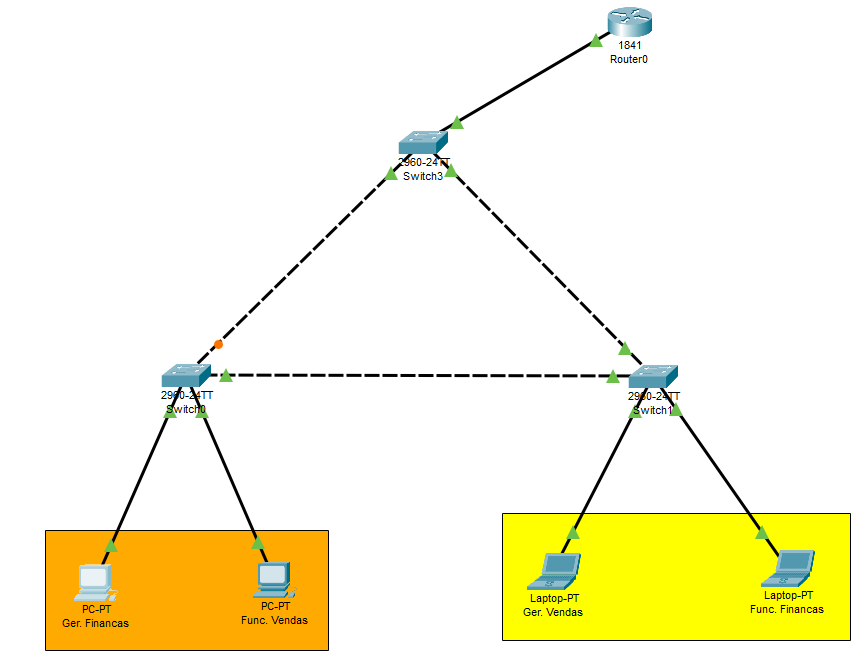 1841
Router0
2960-24TT
Switch3
2960-24TT
Switch0
2960-24TT
Switch1
PC-PT
Ger. Financas
PC-PT
Func. Vendas
Laptop-PT
Ger. Vendas
Laptop-PT
Func. Financas